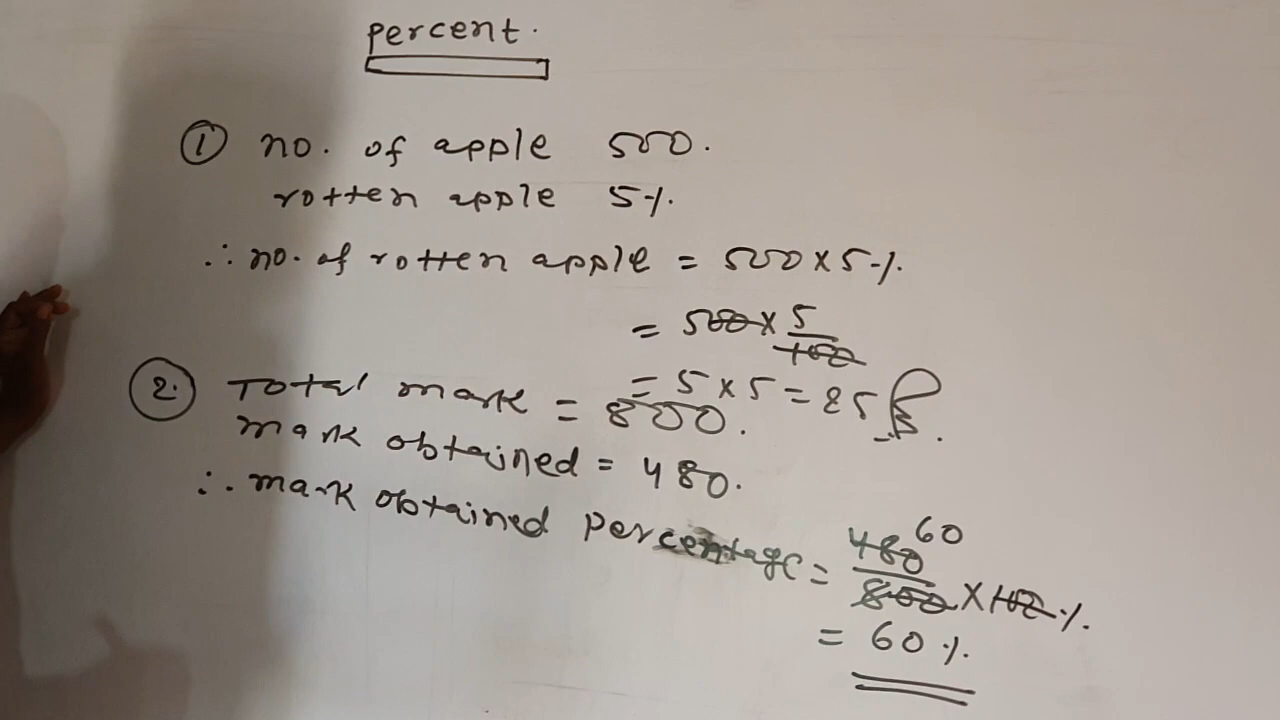 percent.
① no. of apple 500.
rotten apple 5%.
∴ no. of rotten apple = 500 x 5%.
= 500 x 5/100
= 5 x 5 = 25
② Total mark = 800.
mark obtained = 480.
∴ mark obtained percentage = 480/800 x 100 %. 60
= 60 %.